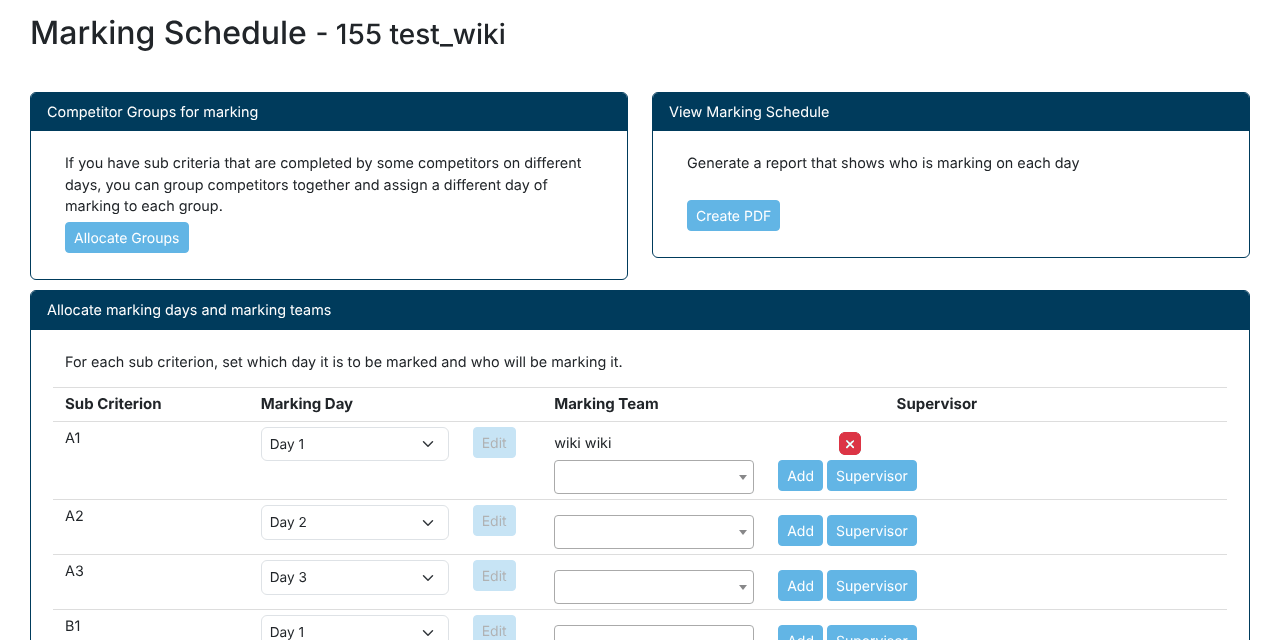 Marking Schedule - 155 test_wiki
Competitor Groups for marking
If you have sub criteria that are completed by some competitors on different
days, you can group competitors together and assign a different day of
marking to each group.
Allocate Groups
View Marking Schedule
Generate a report that shows who is marking on each day
Create PDF
Allocate marking days and marking teams
For each sub criterion, set which day it is to be marked and who will be marking it.
Sub Criterion Marking Day Marking Team Supervisor
A1 Day 1 Edit wiki wiki
Add Supervisor
A2 Day 2 Edit Add Supervisor
A3 Day 3 Edit Add Supervisor
B1 Day 1 Edit Add Supervisor